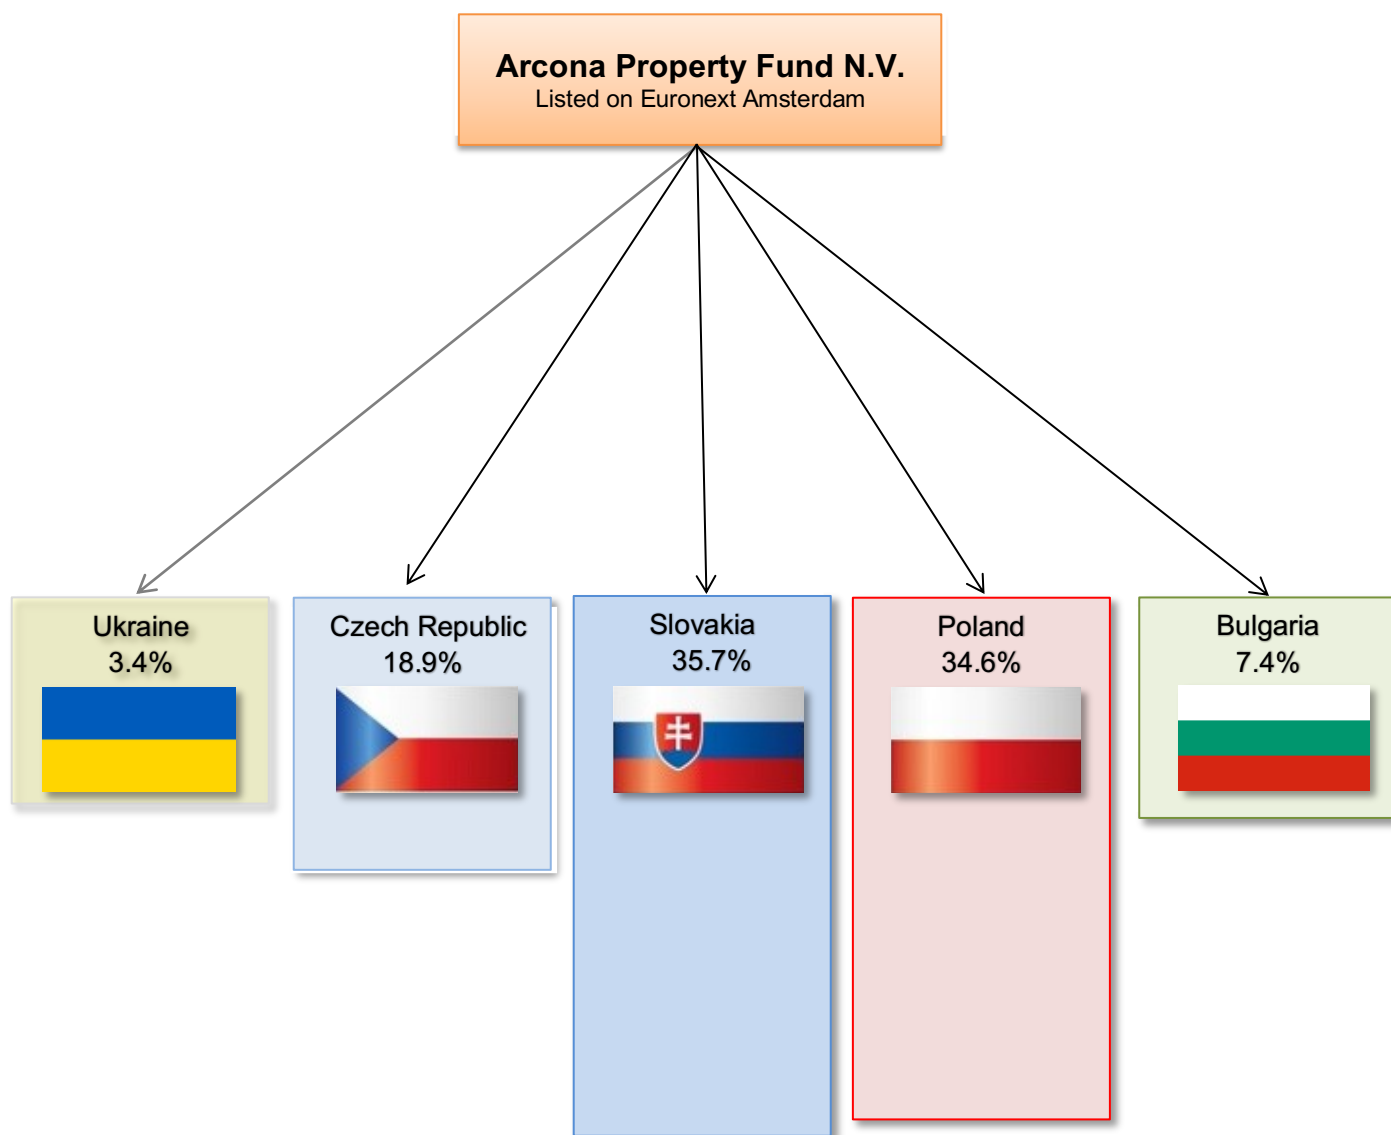 Arcona Property Fund N.V.
Listed on Euronext Amsterdam
Ukraine
3.4%
Czech Republic
18.9%
Slovakia
35.7%
Poland
34.6%
Bulgaria
7.4%